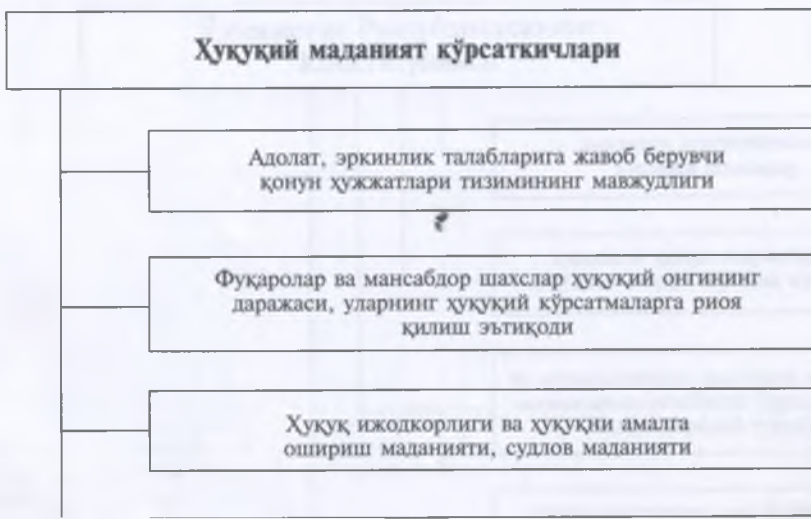 Ҳуқуқий маданият кўрсаткичлари
Адолат, эркинлик талабларига жавоб берувчи
қонун ҳужжатлари тизимининг мавжудлиги
Фуқаролар ва мансабдор шахслар ҳуқуқий онгининг
даражаси, уларнинг ҳуқуқий кўрсатмаларга риоя
қилиш эътиқоди
Ҳуқуқ ижодкорлиги ва ҳуқуқни амалга
ошириш маданияти, судлов маданияти